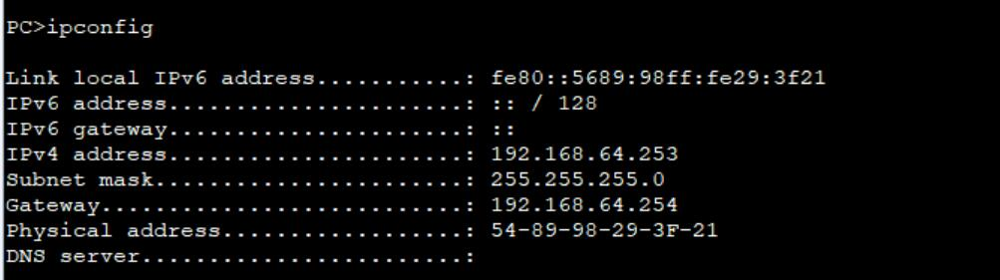 PC>ipconfig
Link local IPv6 address...........: fe80::5689:98ff:fe29:3f21
IPv6 address......................: :: / 128
IPv6 gateway......................: ::
IPv4 address......................: 192.168.64.253
Subnet mask.......................: 255.255.255.0
Gateway...........................: 192.168.64.254
Physical address..................: 54-89-98-29-3F-21
DNS server........................: